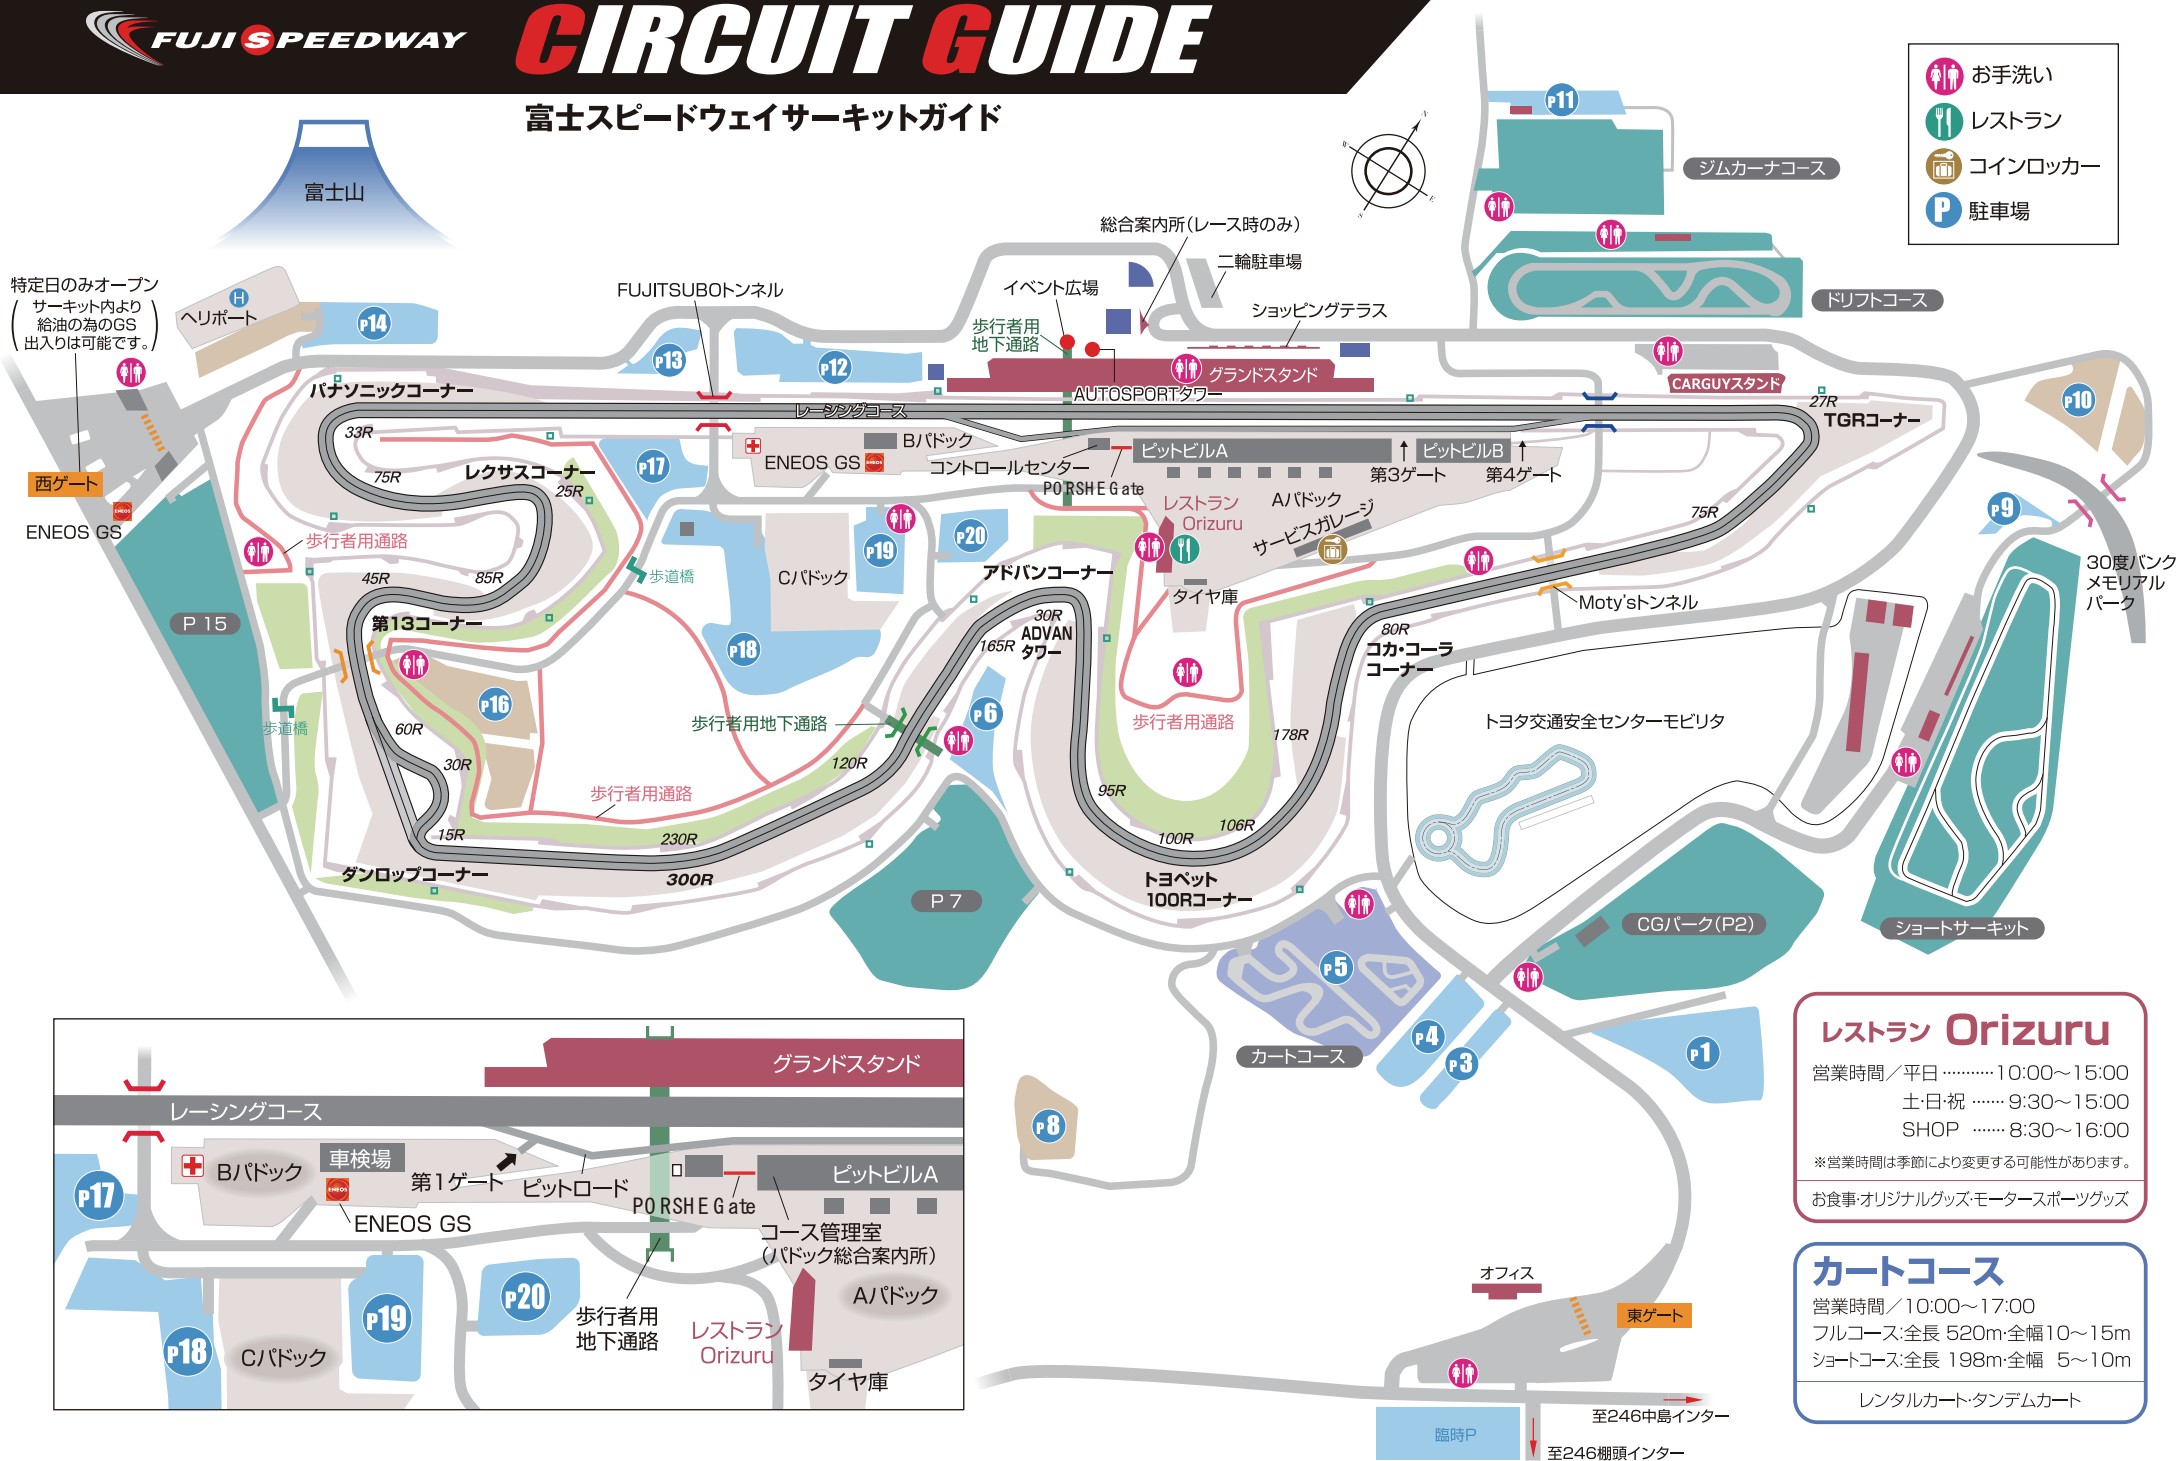 FUJI SPEEDWAY
CIRCUIT GUIDE
富士スピードウェイサーキットガイド
お手洗い
レストラン
コインロッカー
P 駐車場
N
W
E
S
富士山
特定日のみオープン
(サーキット内より
給油の為のGS
出入りは可能です。)
H
ヘリポート
P14
P13
P12
P11
ジムカーナコース
ドリフトコース
FUJITSUBOトンネル
イベント広場
歩行者用
地下通路
総合案内所(レース時のみ)
二輪駐車場
ショッピングテラス
グランドスタンド
AUTOSPORTタワー
CARGUYスタンド
パナソニックコーナー
レーシングコース
27R
TGRコーナー
P10
33R
75R
レクサスコーナー
25R
P17
Bパドック
ENEOS GS
ENEOS
コントロールセンター
PORSHE Gate
ピットビルA
ピットビルB
第3ゲート
第4ゲート
西ゲート
ENEOS
ENEOS GS
歩行者用通路
P19
P20
Cパドック
レストラン
Orizuru
Aパドック
サービスガレージ
75R
P9
30度バンク
メモリアル
パーク
45R
85R
歩道橋
アドバンコーナー
タイヤ庫
Moty'sトンネル
P 15
第13コーナー
P18
30R
ADVAN
タワー
165R
80R
コカ・コーラ
コーナー
P16
歩道橋
60R
歩行者用地下通路
P6
歩行者用通路
178R
トヨタ交通安全センターモビリタ
30R
120R
歩行者用通路
95R
15R
230R
100R
106R
ダンロップコーナー
300R
トヨペット
100Rコーナー
P 7
CGパーク(P2)
ショートサーキット
P5
カートコース
P4
P3
P1
P8
グランドスタンド
レーシングコース
Bパドック
車検場
ENEOS
ENEOS GS
第1ゲート
ピットロード
PORSHE Gate
ピットビルA
コース管理室
(パドック総合案内所)
P17
P18
P19
P20
Cパドック
歩行者用
地下通路
レストラン
Orizuru
Aパドック
タイヤ庫
レストラン Orizuru
営業時間/平日 ………… 10:00〜15:00
土・日・祝 ……… 9:30〜15:00
SHOP ……… 8:30〜16:00
※営業時間は季節により変更する可能性があります。
お食事・オリジナルグッズ・モータースポーツグッズ
カートコース
営業時間/10:00〜17:00
フルコース:全長 520m・全幅10〜15m
ショートコース:全長 198m・全幅 5〜10m
レンタルカート・タンデムカート
オフィス
東ゲート
至246中島インター
臨時P
至246棚頭インター